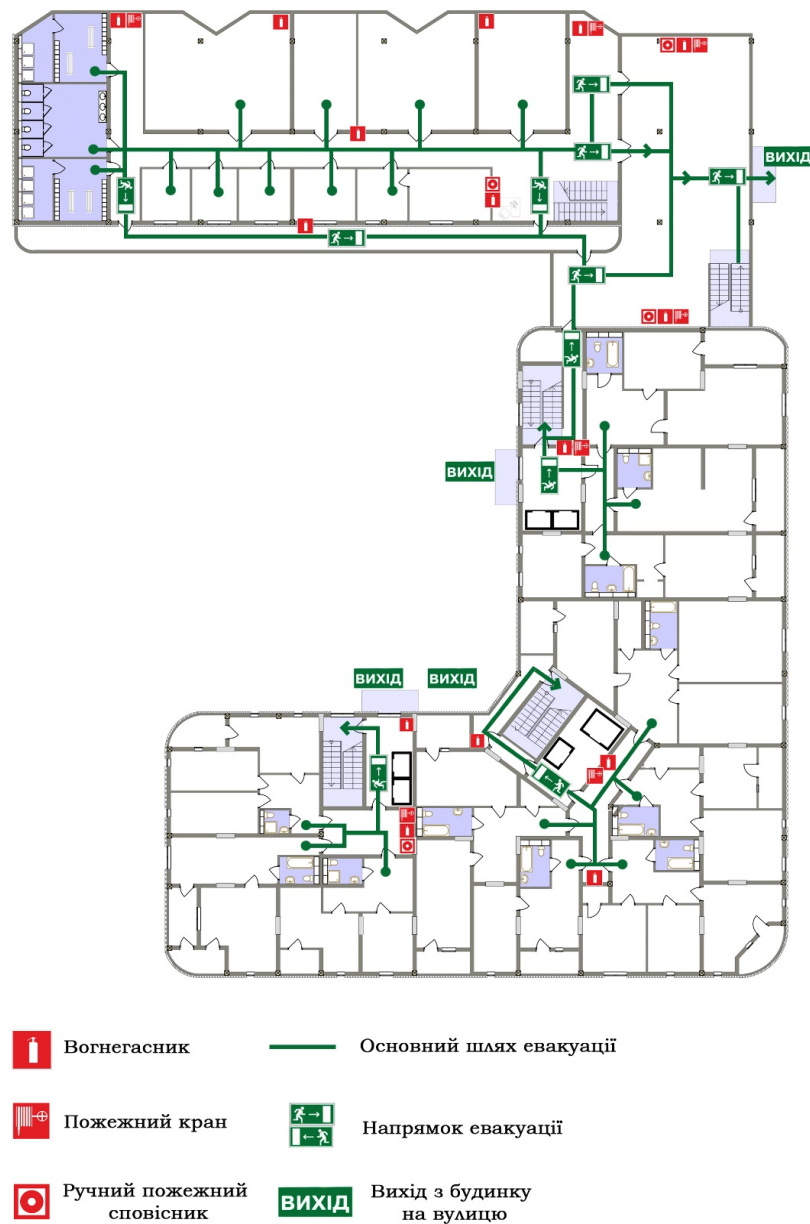 ВИХІД
ВИХІД
ВИХІД
ВИХІД
Вогнегасник
Основний шлях евакуації
Пожежний кран
Напрямок евакуації
Ручний пожежний
сповісник
ВИХІД
Вихід з будинку
на вулицю